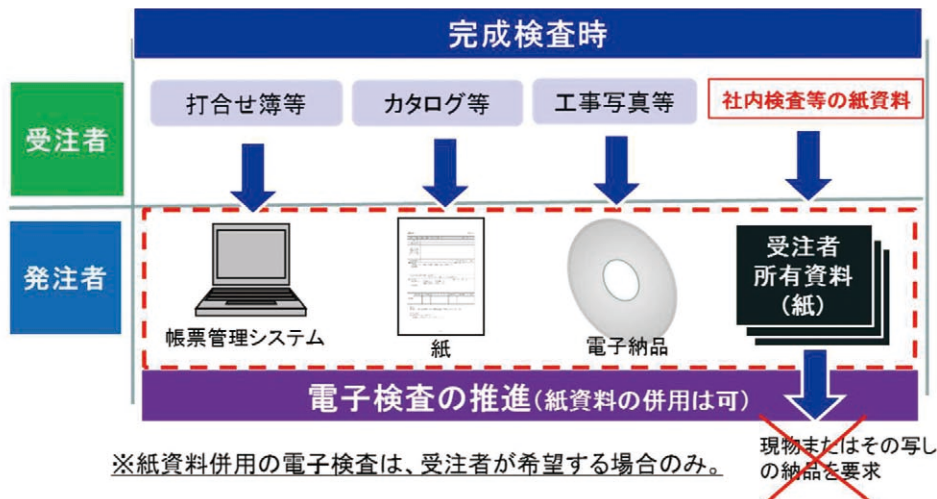 完成検査時
受注者
打合せ簿等
カタログ等
工事写真等
社内検査等の紙資料
発注者
帳票管理システム
紙
電子納品
受注者
所有資料
(紙)
電子検査の推進(紙資料の併用は可)
※紙資料併用の電子検査は、受注者が希望する場合のみ。
現物またはその写し
の納品を要求